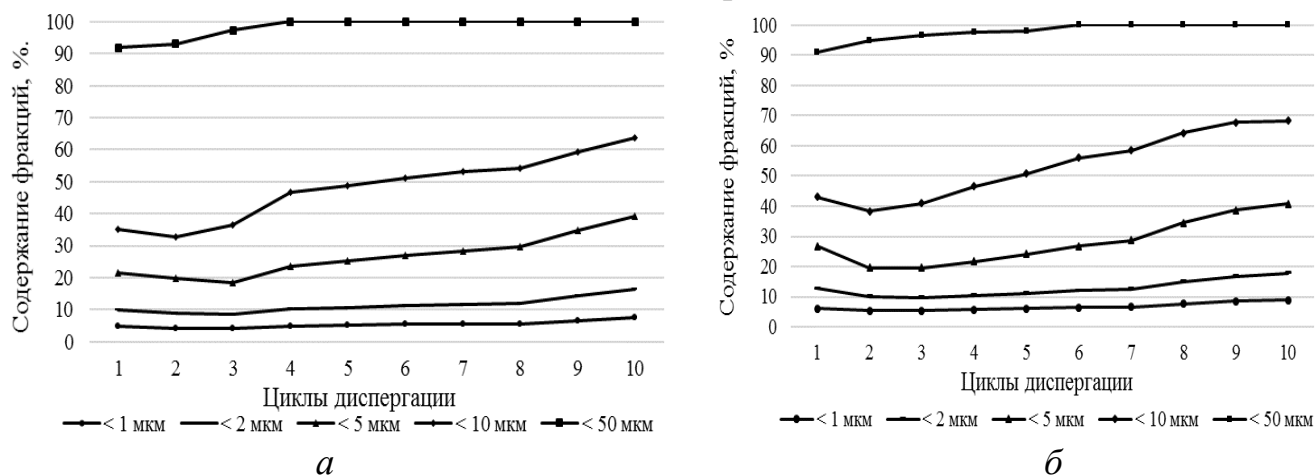 Содержание фракций, %.
100
90
80
70
60
50
40
30
20
10
0
1 2 3 4 5 6 7 8 9 10
Циклы диспергации
< 1 мкм < 2 мкм < 5 мкм < 10 мкм < 50 мкм
а
Содержание фракций, %
100
90
80
70
60
50
40
30
20
10
0
1 2 3 4 5 6 7 8 9 10
Циклы диспергации
< 1 мкм < 2 мкм < 5 мкм < 10 мкм < 50 мкм
б